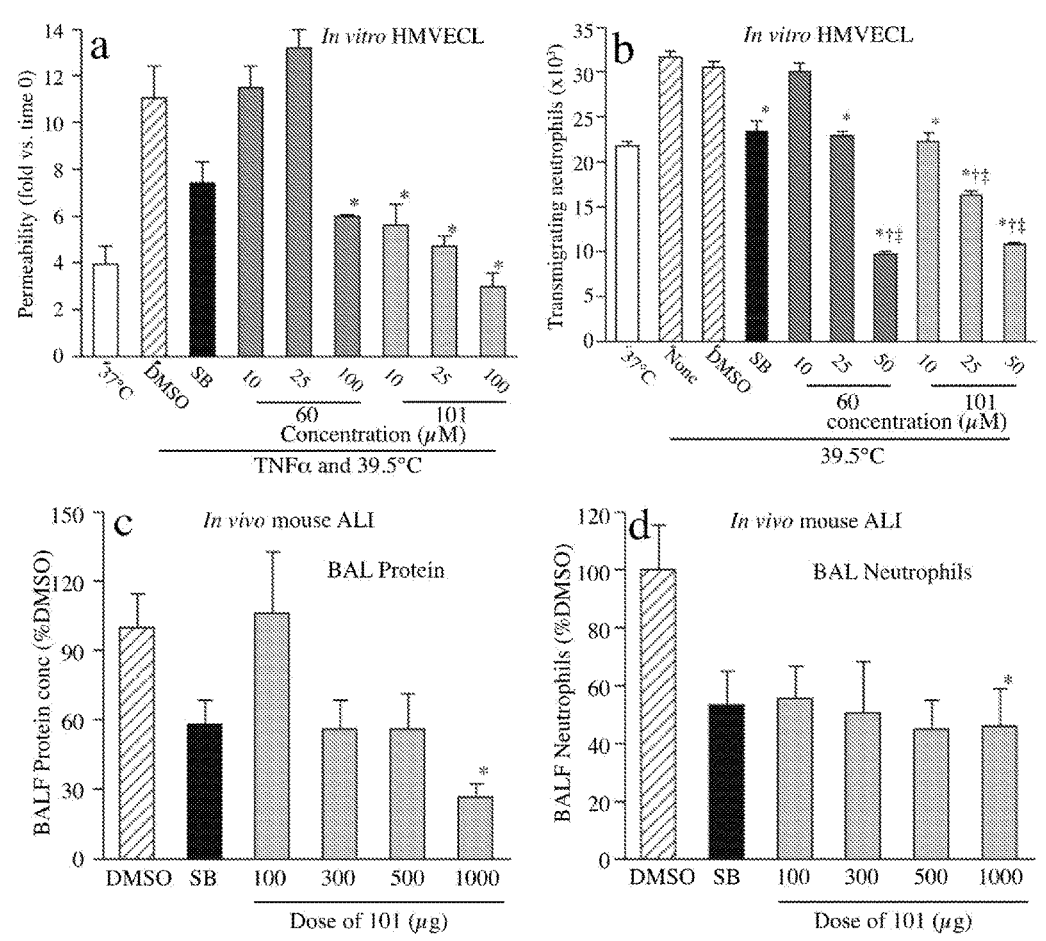 a
In vitro HMVECL
Permeability (fold vs. time 0)
14
12
10
8
6
4
2
0
*
*
*
*
37°C
DMSO
SB
10
25
100
10
25
100
60
101
Concentration (µM)
TNFα and 39.5°C
b
In vitro HMVECL
Transmigrating neutrophils (x10³)
35
30
25
20
15
10
5
0
*
*
*†‡
*
*†‡
*†‡
37°C
None
DMSO
SB
10
25
50
10
25
50
60
101
concentration (µM)
39.5°C
c
In vivo mouse ALI
BAL Protein
BALF Protein conc (%DMSO)
150
120
90
60
30
0
*
DMSO
SB
100
300
500
1000
Dose of 101 (µg)
d
In vivo mouse ALI
BAL Neutrophils
BALF Neutrophils (%DMSO)
120
100
80
60
40
20
0
*
DMSO
SB
100
300
500
1000
Dose of 101 (µg)